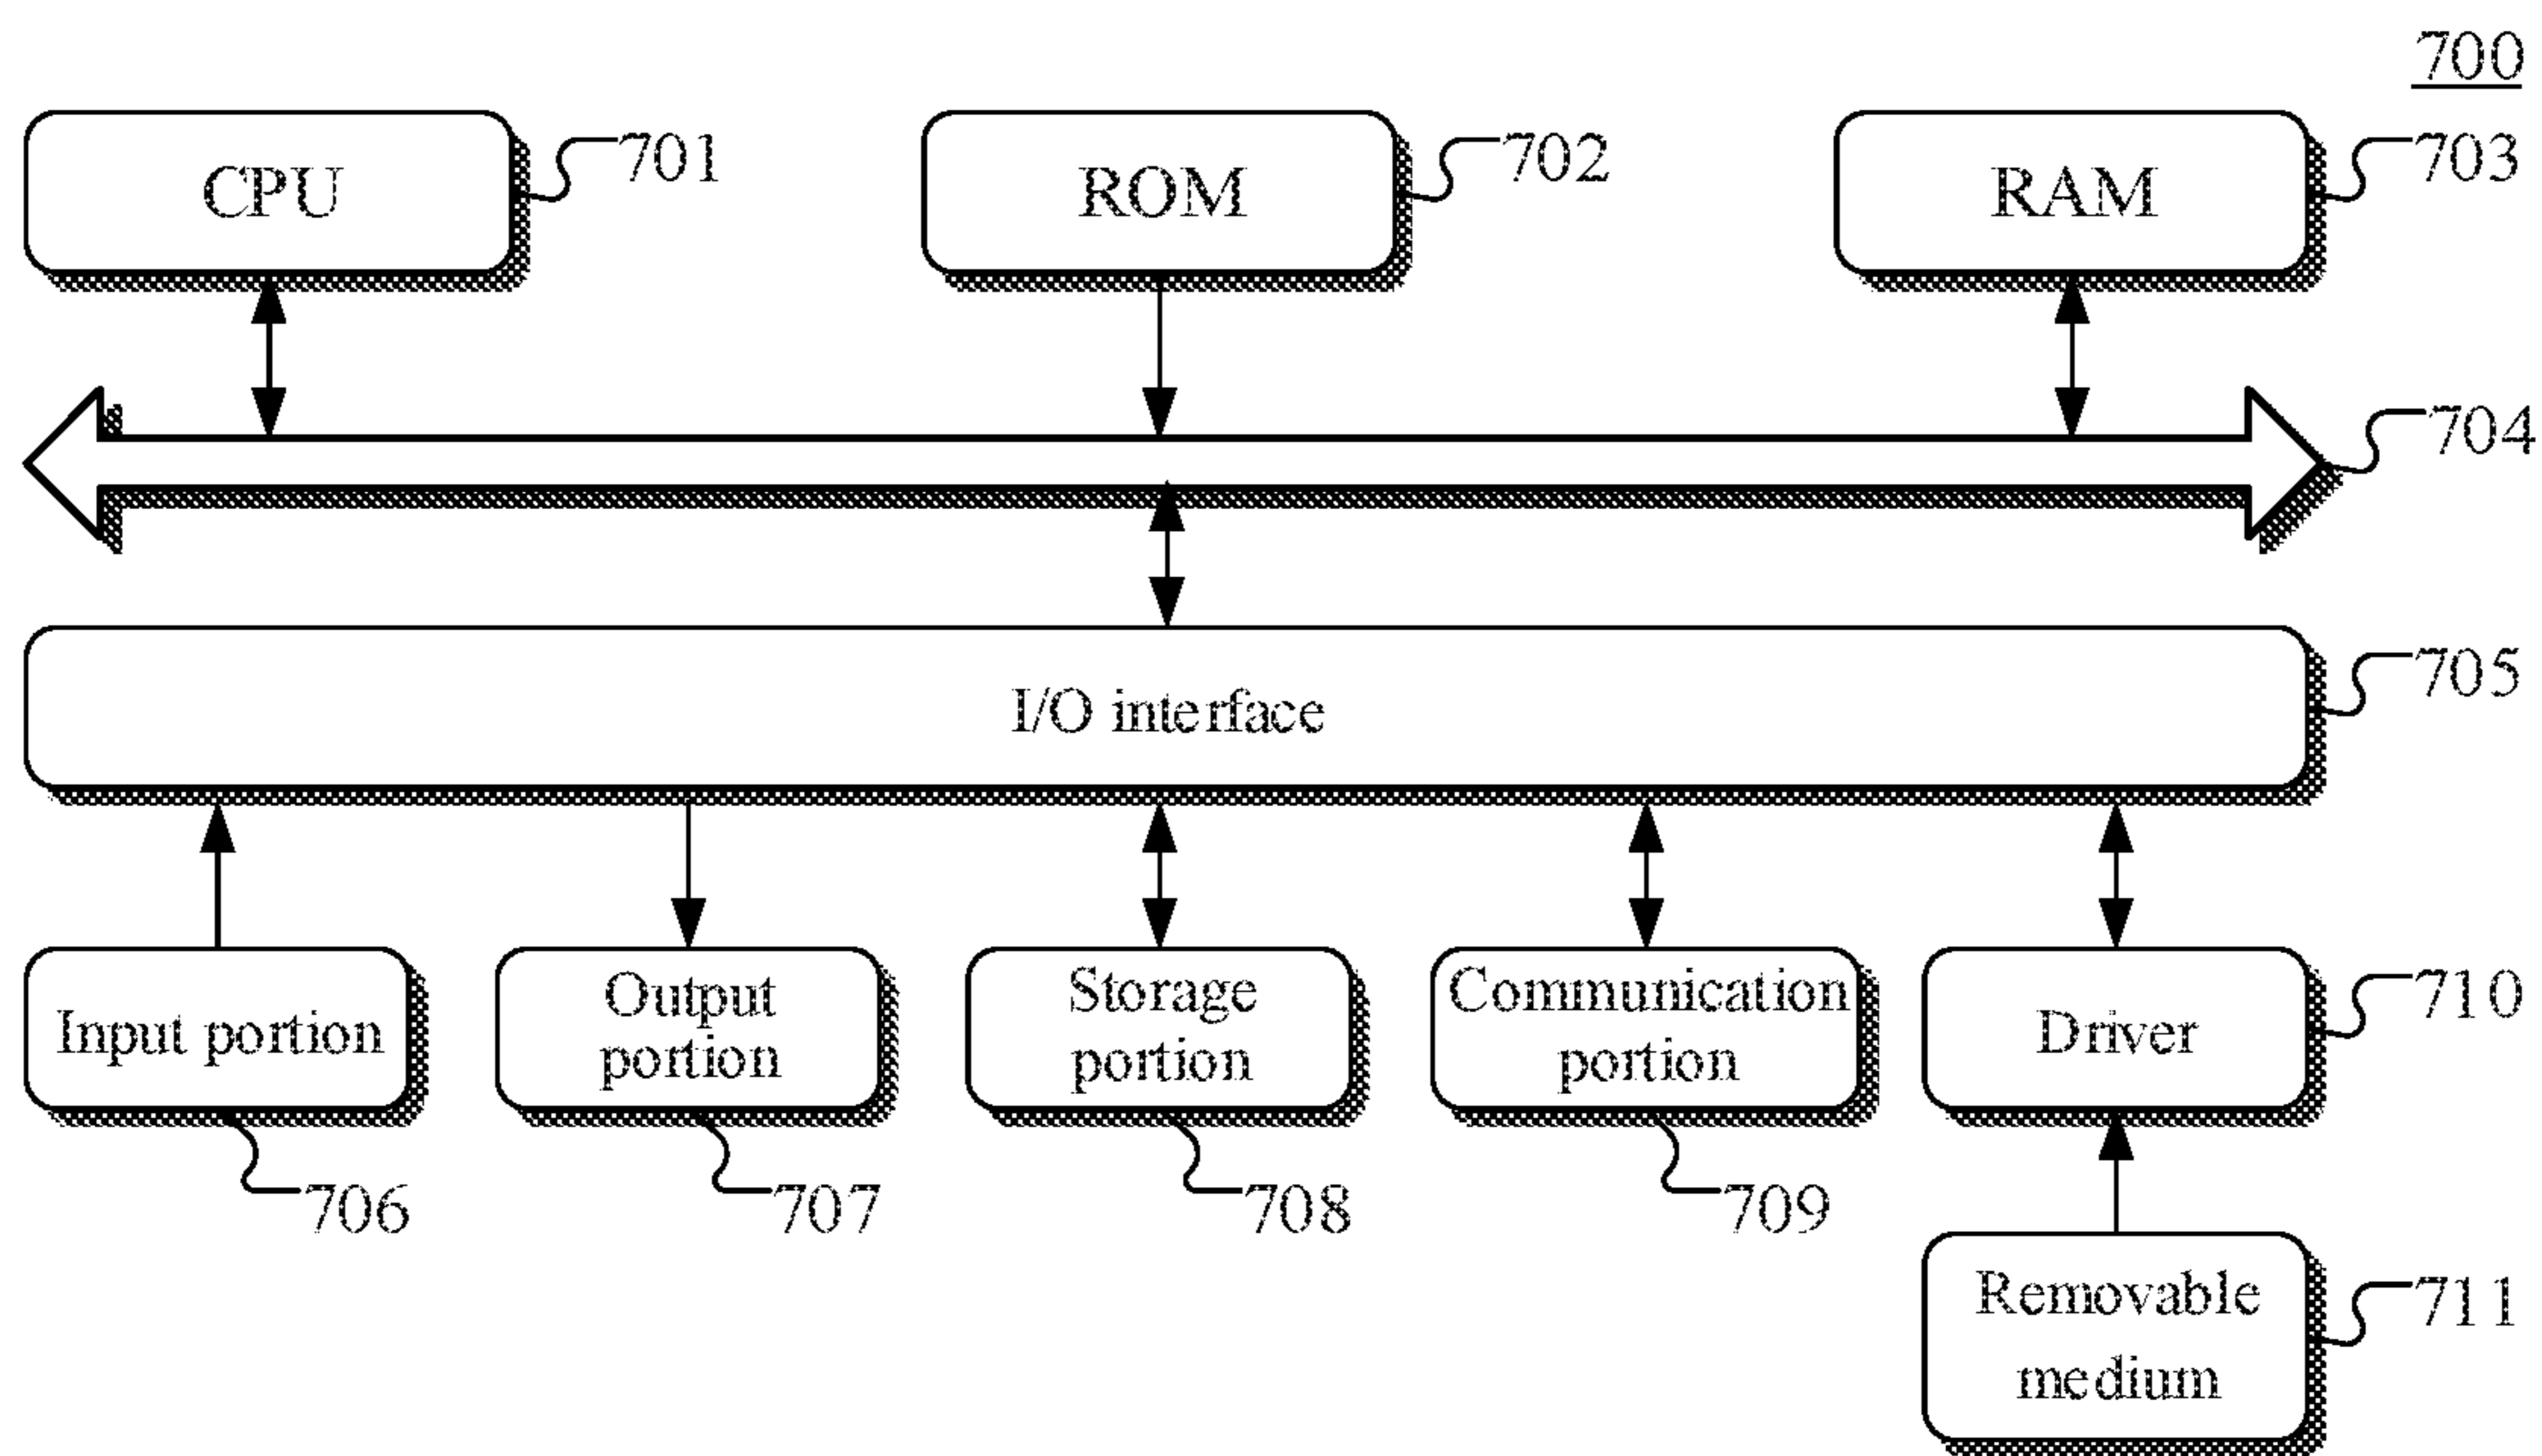 700
CPU
701
ROM
702
RAM
703
704
I/O interface
705
Input portion
Output
portion
Storage
portion
Communication
portion
Driver
710
706
707
708
709
Removable
medium
711